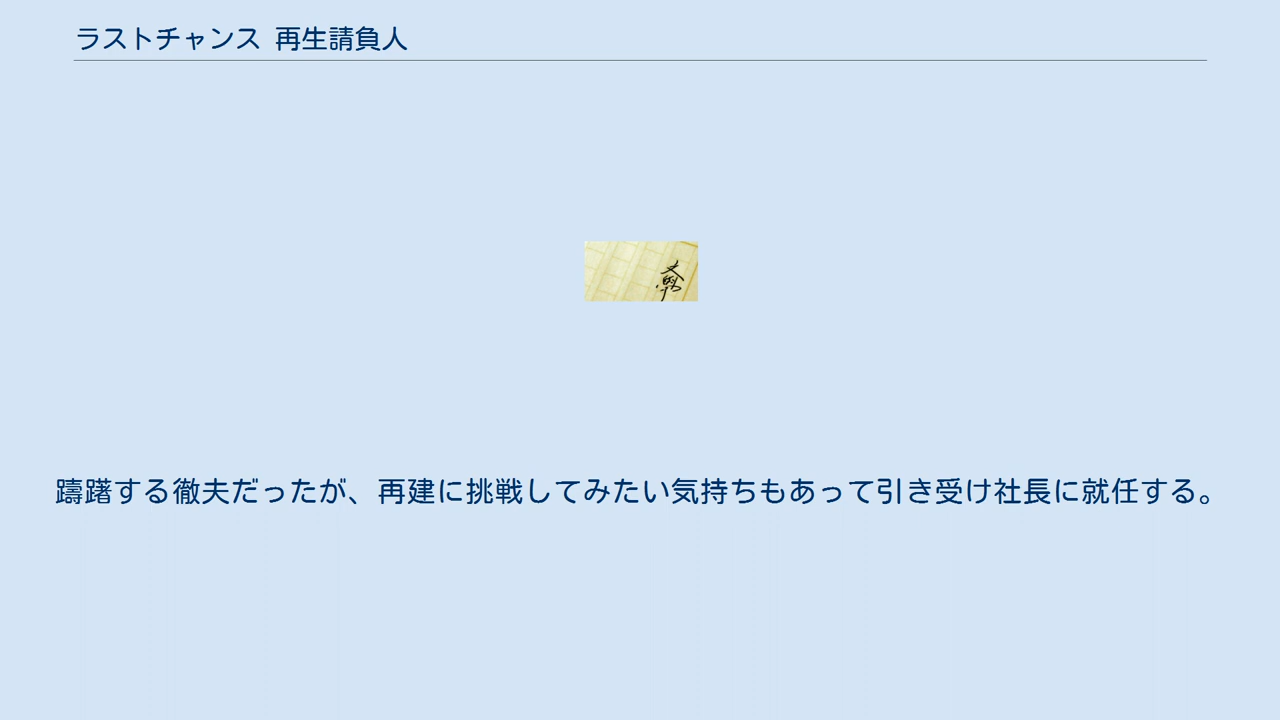 ラストチャンス 再生請負人
躊躇する徹夫だったが、再建に挑戦してみたい気持ちもあって引き受け社長に就任する。